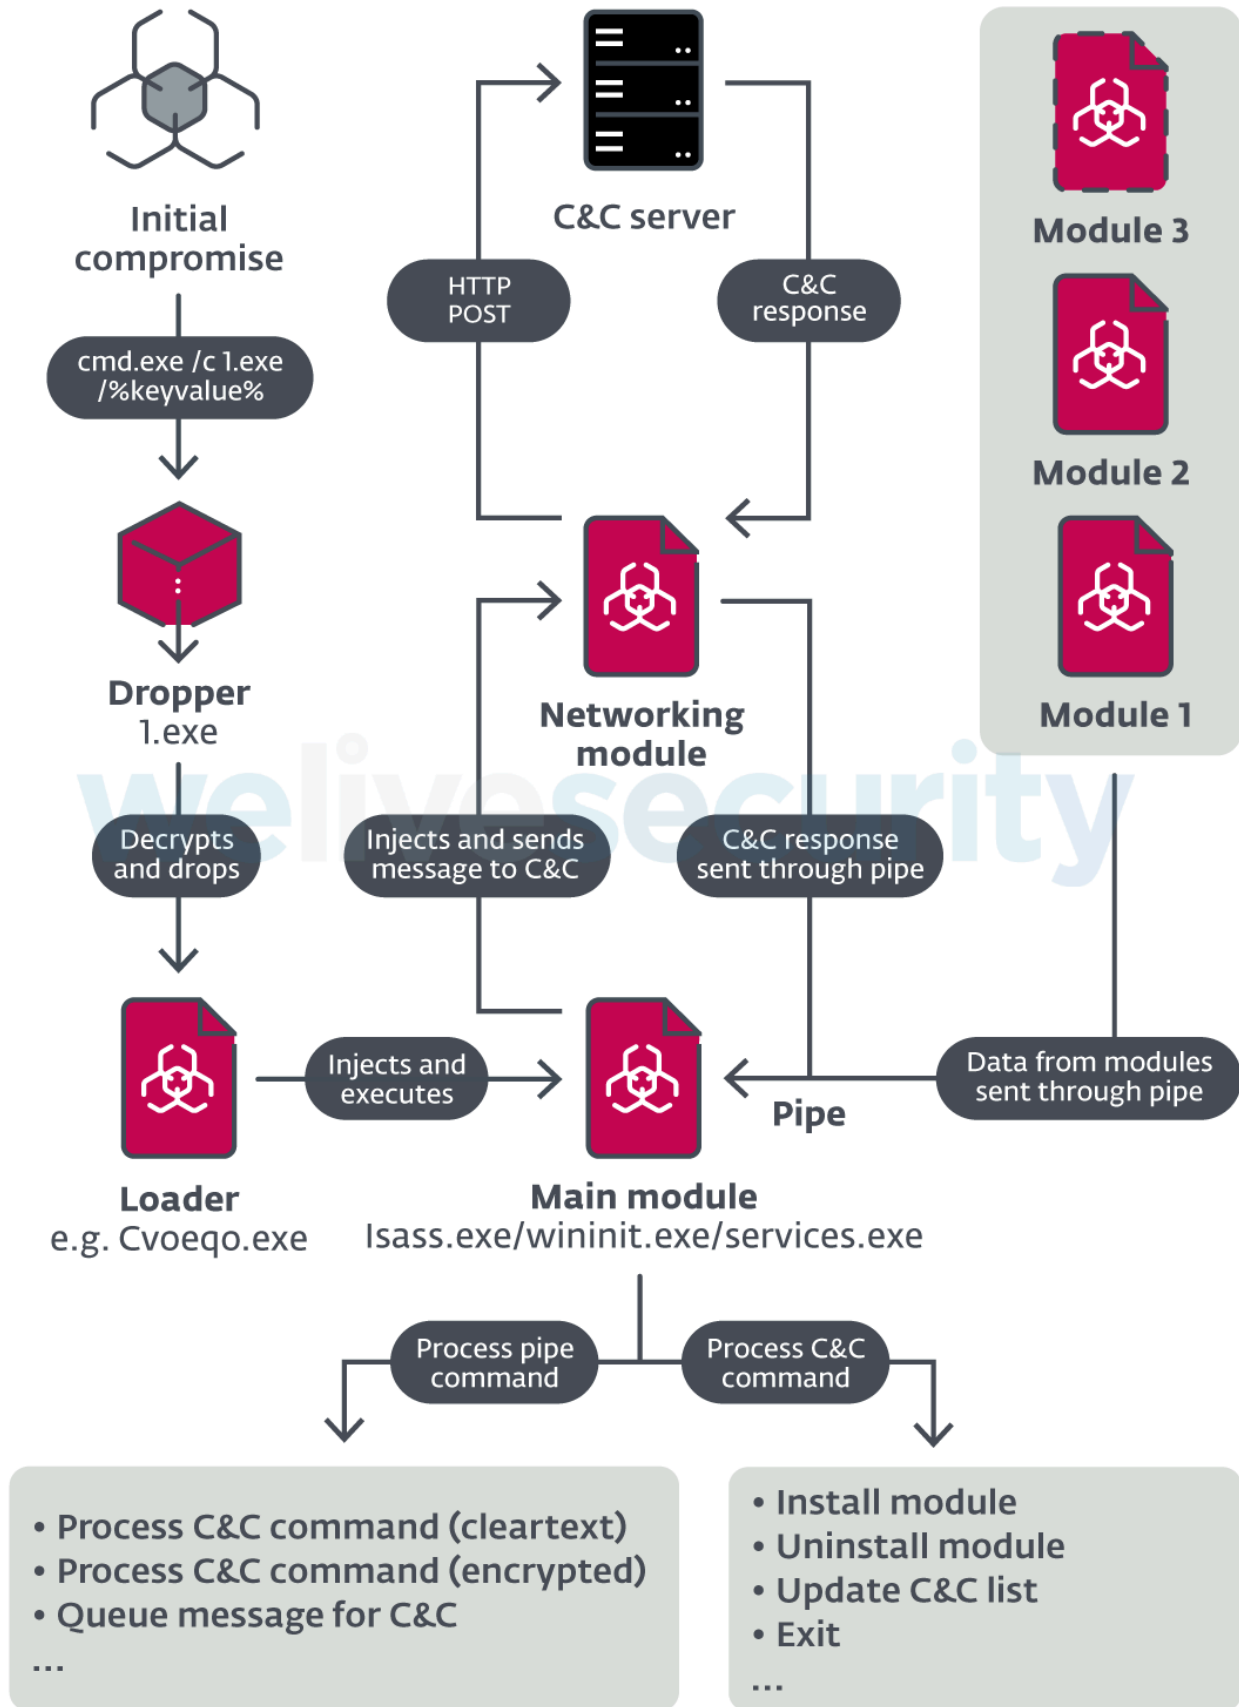 Initial
compromise
cmd.exe /c 1.exe
/%keyvalue%
Dropper
1.exe
Decrypts
and drops
Loader
e.g. Cvoeqo.exe
Injects and
executes
C&C server
HTTP
POST
C&C
response
Networking
module
Injects and sends
message to C&C
C&C response
sent through pipe
Main module
lsass.exe/wininit.exe/services.exe
Pipe
Module 3
Module 2
Module 1
Data from modules
sent through pipe
welivesecurity
Process pipe
command
Process C&C
command
• Process C&C command (cleartext)
• Process C&C command (encrypted)
• Queue message for C&C
...
• Install module
• Uninstall module
• Update C&C list
• Exit
...